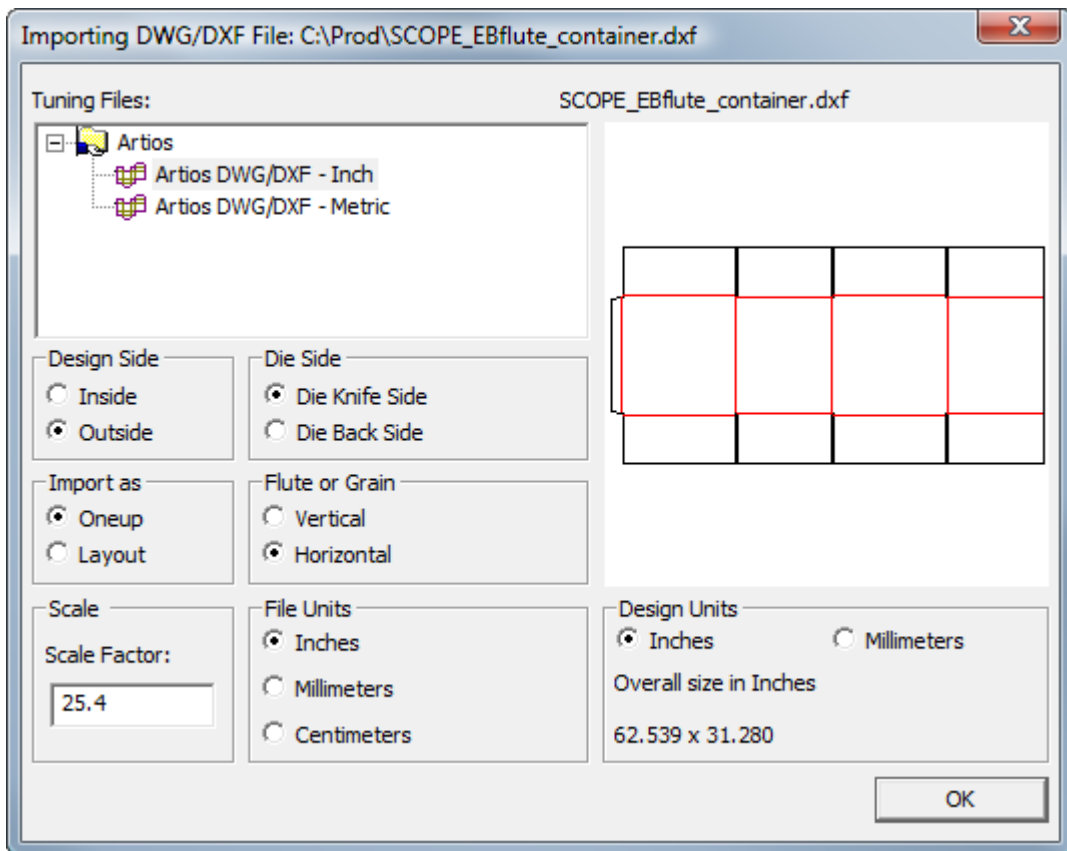 Importing DWG/DXF File: C:\Prod\SCOPE_EBflute_container.dxf
X
Tuning Files:
SCOPE_EBflute_container.dxf
Artios
Artios DWG/DXF - Inch
Artios DWG/DXF - Metric
Design Side
Inside
Outside
Die Side
Die Knife Side
Die Back Side
Import as
Oneup
Layout
Flute or Grain
Vertical
Horizontal
Scale
Scale Factor:
25.4
File Units
Inches
Millimeters
Centimeters
Design Units
Inches
Millimeters
Overall size in Inches
62.539 x 31.280
OK